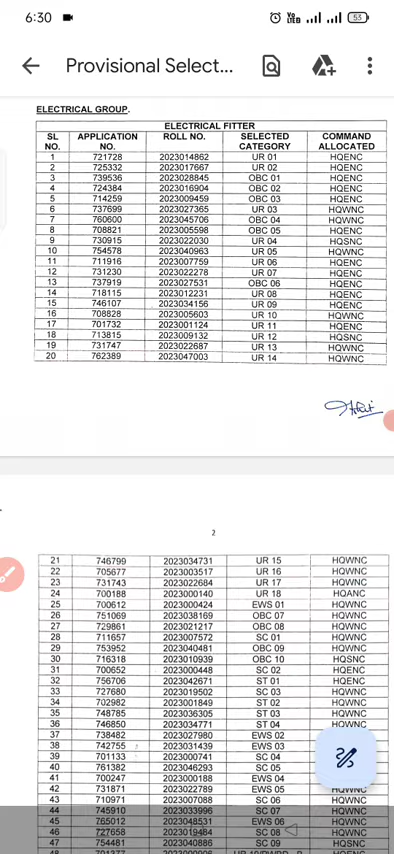 6:30
Vo LTE
53
Provisional Select...
ELECTRICAL GROUP.
ELECTRICAL FITTER
SL NO. APPLICATION NO. ROLL NO. SELECTED CATEGORY COMMAND ALLOCATED
1 721728 2023014862 UR 01 HQENC
2 725332 2023017667 UR 02 HQENC
3 739536 2023028845 OBC 01 HQENC
4 724384 2023016904 OBC 02 HQENC
5 714259 2023009459 OBC 03 HQENC
6 737699 2023027365 UR 03 HQWNC
7 760600 2023045706 OBC 04 HQWNC
8 708821 2023005598 OBC 05 HQENC
9 730915 2023022030 UR 04 HQSNC
10 754578 2023040963 UR 05 HQWNC
11 711916 2023007759 UR 06 HQENC
12 731230 2023022278 UR 07 HQENC
13 737919 2023027531 OBC 06 HQENC
14 718115 2023012231 UR 08 HQENC
15 746107 2023034156 UR 09 HQENC
16 708828 2023005603 UR 10 HQWNC
17 701732 2023001124 UR 11 HQENC
18 713815 2023009132 UR 12 HQSNC
19 731747 2023022687 UR 13 HQWNC
20 762389 2023047003 UR 14 HQWNC
2
21 746799 2023034731 UR 15 HQWNC
22 705677 2023003517 UR 16 HQWNC
23 731743 2023022684 UR 17 HQWNC
24 700188 2023000140 UR 18 HQANC
25 700612 2023000424 EWS 01 HQWNC
26 751069 2023038169 OBC 07 HQWNC
27 729861 2023021217 OBC 08 HQWNC
28 711657 2023007572 SC 01 HQWNC
29 753952 2023040481 OBC 09 HQWNC
30 716318 2023010939 OBC 10 HQSNC
31 700652 2023000448 SC 02 HQENC
32 756706 2023042671 ST 01 HQENC
33 727680 2023019502 SC 03 HQWNC
34 702982 2023001849 ST 02 HQWNC
35 748785 2023036305 ST 03 HQWNC
36 746850 2023034771 ST 04 HQWNC
37 738482 2023027980 EWS 02
38 742755 2023031439 EWS 03
39 701133 2023000741 SC 04
40 761382 2023046293 SC 05
41 700247 2023000188 EWS 04
42 731871 2023022789 EWS 05 HQWNC
43 710971 2023007088 SC 06 HQWNC
44 745910 2023033996 SC 07 HQWNC
45 765012 2023048531 EWS 06 HQWNC
46 727658 2023019484 SC 08 HQWNC
47 754481 2023040886 SC 09 HQSNC
48 701377